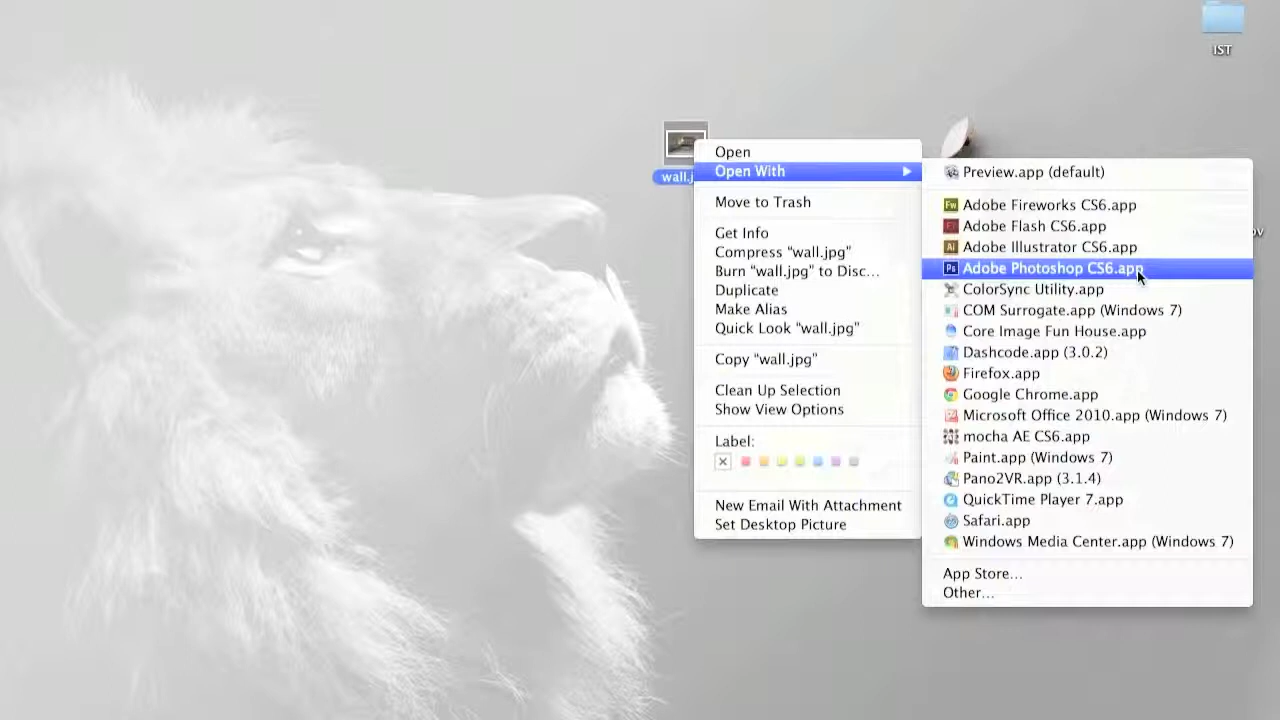 IST
wall.j
Open
Open With
Move to Trash
Get Info
Compress “wall.jpg”
Burn “wall.jpg” to Disc...
Duplicate
Make Alias
Quick Look “wall.jpg”
Copy “wall.jpg”
Clean Up Selection
Show View Options
Label:
New Email With Attachment
Set Desktop Picture
Preview.app (default)
Fw Adobe Fireworks CS6.app
Fl Adobe Flash CS6.app
Ai Adobe Illustrator CS6.app
Ps Adobe Photoshop CS6.app
ColorSync Utility.app
COM Surrogate.app (Windows 7)
Core Image Fun House.app
Dashcode.app (3.0.2)
Firefox.app
Google Chrome.app
Microsoft Office 2010.app (Windows 7)
mocha AE CS6.app
Paint.app (Windows 7)
Pano2VR.app (3.1.4)
QuickTime Player 7.app
Safari.app
Windows Media Center.app (Windows 7)
App Store...
Other...